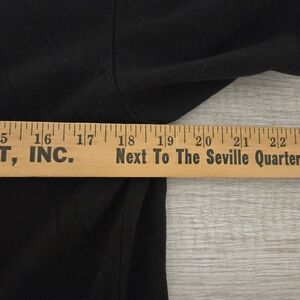 5 16 17 18 19 20 21 22
T, INC. Next To The Seville Quarter